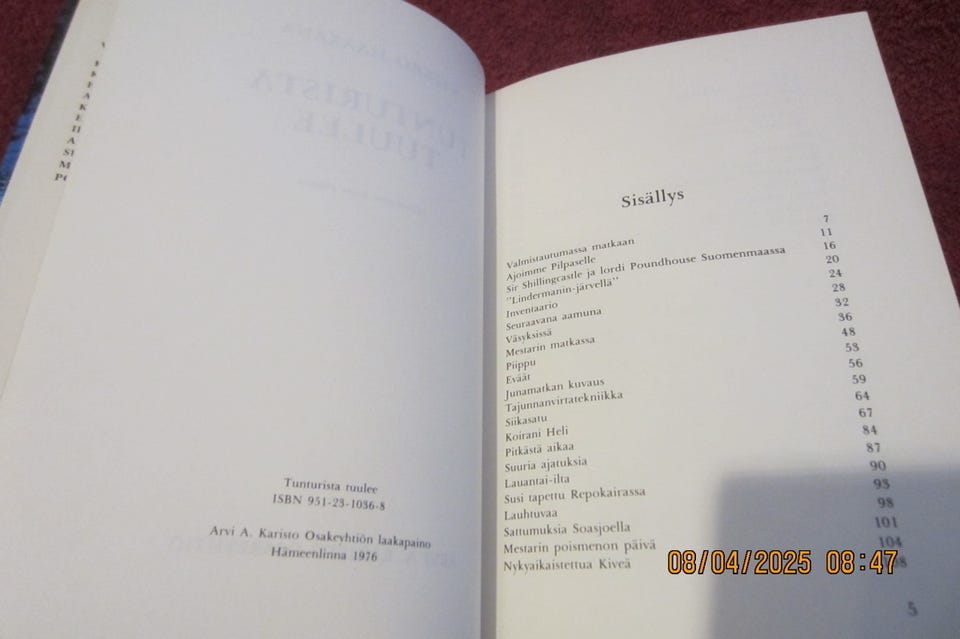 Tunturista tuulee
ISBN 951-23-1036-8
Arvi A. Karisto Osakeyhtiön laakapaino
Hämeenlinna 1976
Sisällys
Valmistautumassa matkaan 7
Ajoimme Pilpaselle 11
Sir Shillingcastle ja lordi Poundhouse Suomenmaassa 16
"Lindermanin-järvellä" 20
Inventaario 24
Seuraavana aamuna 28
Väsyksissä 32
Mestarin matkassa 36
Piippu 48
Eväät 53
Junamatkan kuvaus 56
Tajunnanvirtatekniikka 59
Siikasatu 64
Koirani Heli 67
Pitkästä aikaa 84
Suuria ajatuksia 87
Lauantai-ilta 90
Susi tapettu Repokairassa 93
Lauhtuvaa 98
Sattumuksia Soasjoella 101
Mestarin poismenon päivä 104
Nykyaikaistettua Kiveä
08/04/2025 08:47
5